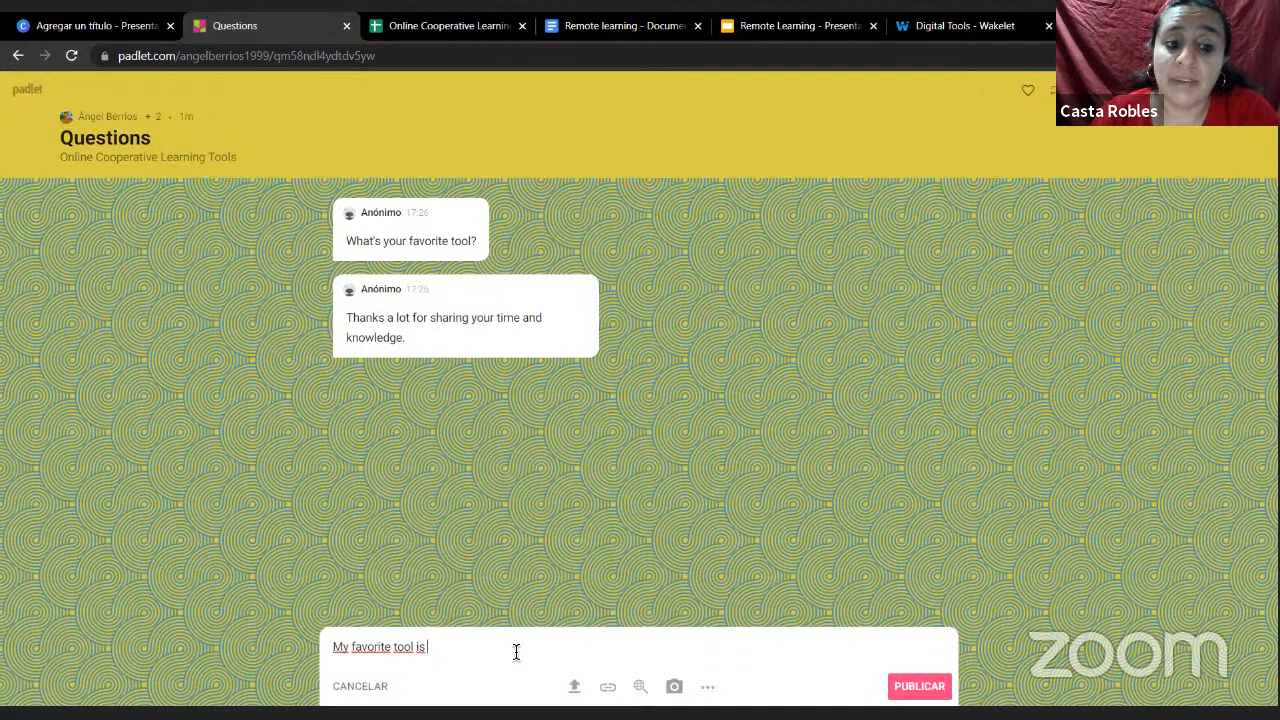 Agregar un título - Presenta
Questions
Online Cooperative Learnin
Remote learning - Docume
Remote Learning - Presenta
Digital Tools - Wakelet
padlet.com/angelberrios1999/qm58ndl4ydtdv5yw
Casta Robles
padlet
Ángel Berrios + 2 • 1m
Questions
Online Cooperative Learning Tools
Anónimo 17:26
What's your favorite tool?
Anónimo 17:26
Thanks a lot for sharing your time and
knowledge.
My favorite tool is
CANCELAR
PUBLICAR
zoom